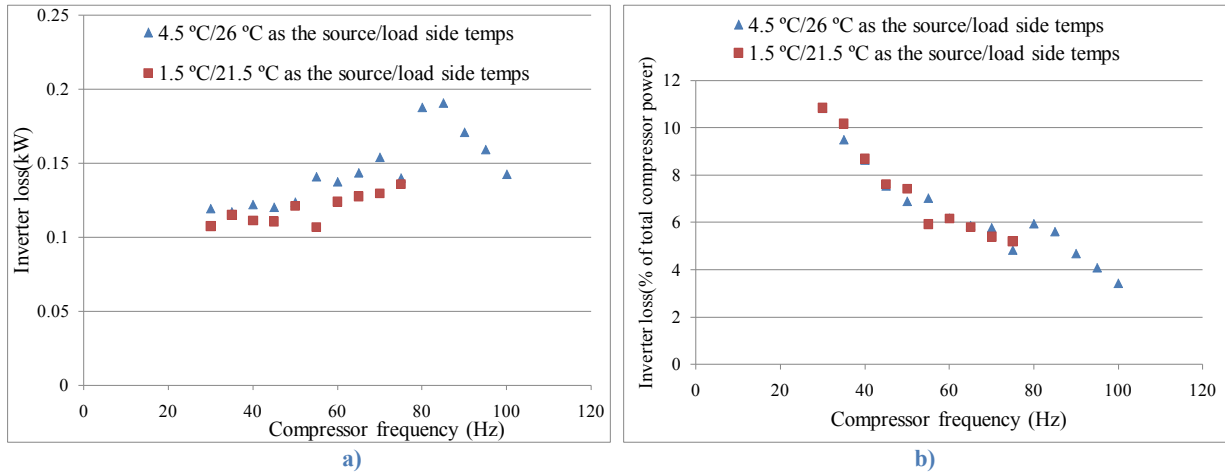 4.5 ºC/26 ºC as the source/load side temps
1.5 ºC/21.5 ºC as the source/load side temps
Inverter loss(kW)
0.25
0.2
0.15
0.1
0.05
0
0 20 40 60 80 100 120
Compressor frequency (Hz)
a)
4.5 ºC/26 ºC as the source/load side temps
1.5 ºC/21.5 ºC as the source/load side temps
Inverter loss(% of total compressor power)
12
10
8
6
4
2
0
0 20 40 60 80 100 120
Compressor frequency (Hz)
b)